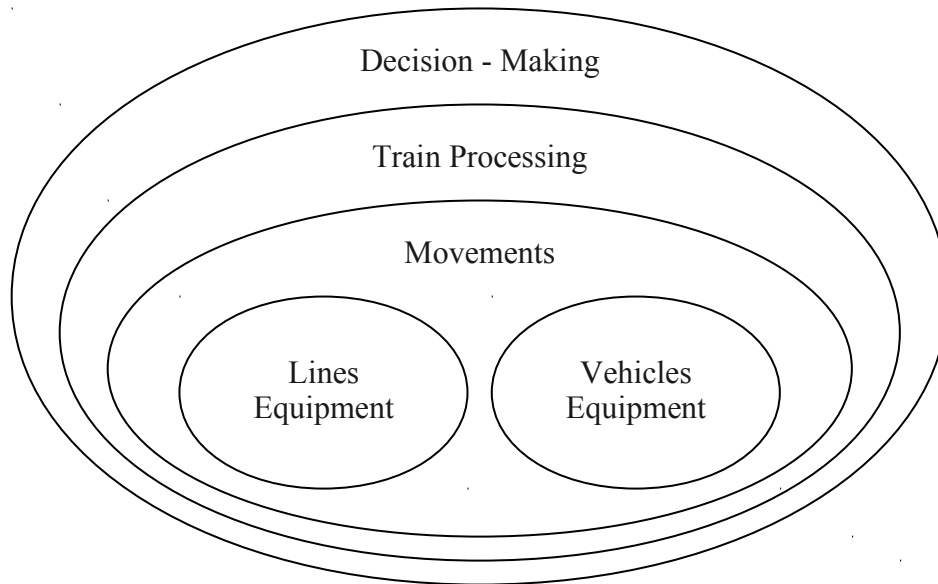 Decision - Making
Train Processing
Movements
Lines
Equipment
Vehicles
Equipment